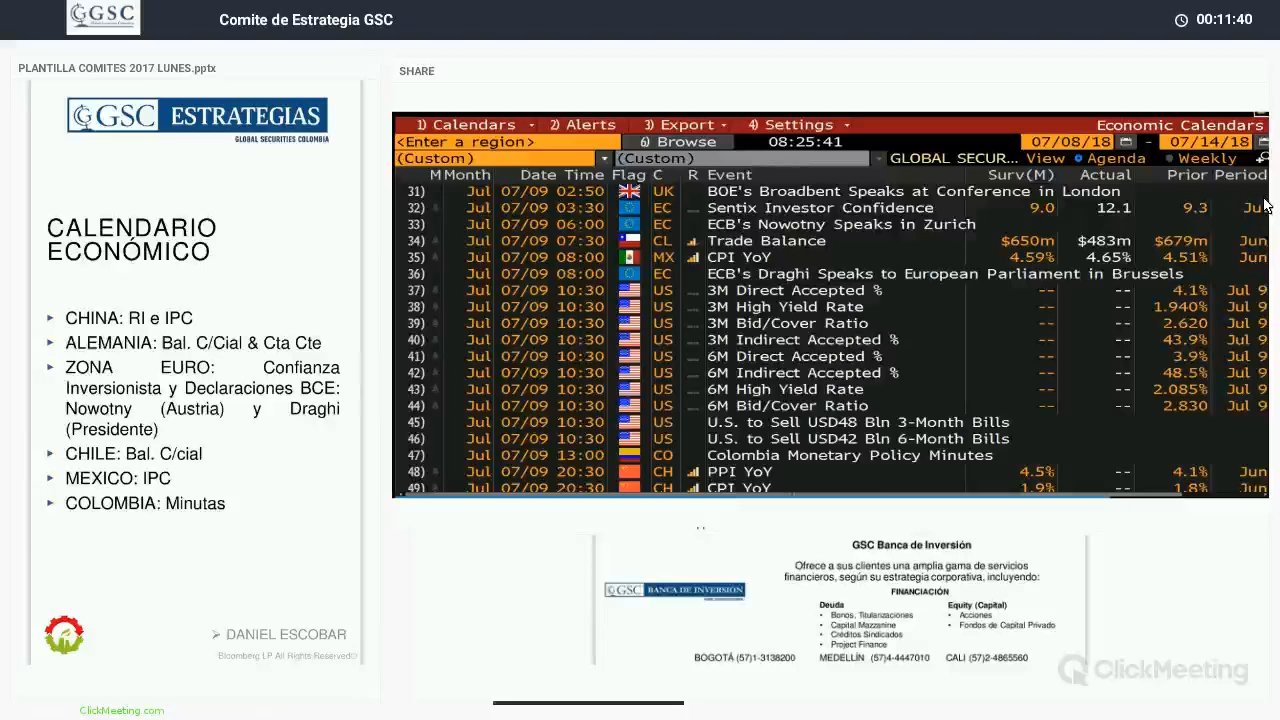 GSC
Comite de Estrategia GSC
00:11:40
PLANTILLA COMITES 2017 LUNES.pptx
SHARE
GSC ESTRATEGIAS
GLOBAL SECURITIES COLOMBIA
CALENDARIO
ECONÓMICO
CHINA: RI e IPC
ALEMANIA: Bal. C/Cial & Cta Cte
ZONA EURO: Confianza
Inversionista y Declaraciones BCE:
Nowotny (Austria) y Draghi
(Presidente)
CHILE: Bal. C/cial
MEXICO: IPC
COLOMBIA: Minutas
DANIEL ESCOBAR
Bloomberg LP All Rights Reserved©
1) Calendars 2) Alerts 3) Export 4) Settings Economic Calendars
<Enter a region> 6) Browse 08:25:41 07/08/18 - 07/14/18
(Custom) (Custom) GLOBAL SECUR... View Agenda Weekly
M Month Date Time Flag C R Event Surv(M) Actual Prior Period
31) Jul 07/09 02:50 UK BOE's Broadbent Speaks at Conference in London
32) Jul 07/09 03:30 EC Sentix Investor Confidence 9.0 12.1 9.3 Ju
33) Jul 07/09 06:00 EC ECB's Nowotny Speaks in Zurich
34) Jul 07/09 07:30 CL Trade Balance $650m $483m $679m Jun
35) Jul 07/09 08:00 MX CPI YoY 4.59% 4.65% 4.51% Jun
36) Jul 07/09 08:00 EC ECB's Draghi Speaks to European Parliament in Brussels
37) Jul 07/09 10:30 US 3M Direct Accepted % -- -- 4.1% Jul 9
38) Jul 07/09 10:30 US 3M High Yield Rate -- -- 1.940% Jul 9
39) Jul 07/09 10:30 US 3M Bid/Cover Ratio -- -- 2.620 Jul 9
40) Jul 07/09 10:30 US 3M Indirect Accepted % -- -- 43.9% Jul 9
41) Jul 07/09 10:30 US 6M Direct Accepted % -- -- 3.9% Jul 9
42) Jul 07/09 10:30 US 6M Indirect Accepted % -- -- 48.5% Jul 9
43) Jul 07/09 10:30 US 6M High Yield Rate -- -- 2.085% Jul 9
44) Jul 07/09 10:30 US 6M Bid/Cover Ratio -- -- 2.830 Jul 9
45) Jul 07/09 10:30 US U.S. to Sell USD48 Bln 3-Month Bills
46) Jul 07/09 10:30 US U.S. to Sell USD42 Bln 6-Month Bills
47) Jul 07/09 13:00 CO Colombia Monetary Policy Minutes
48) Jul 07/09 20:30 CH PPI YoY 4.5% -- 4.1% Jun
49) Jul 07/09 20:30 CH CPI YoY 1.9% -- 1.8% Jun
GSC BANCA DE INVERSIÓN
GSC Banca de Inversión
Ofrece a sus clientes una amplia gama de servicios
financieros, según su estrategia corporativa, incluyendo:
FINANCIACIÓN
Deuda
Bonos, Titularizaciones
Capital Mazzanine
Créditos Sindicados
Project Finance
Equity (Capital)
Acciones
Fondos de Capital Privado
BOGOTÁ (57)1-3138200 MEDELLÍN (57)4-4447010 CALI (57)2-4865560
ClickMeeting
ClickMeeting.com